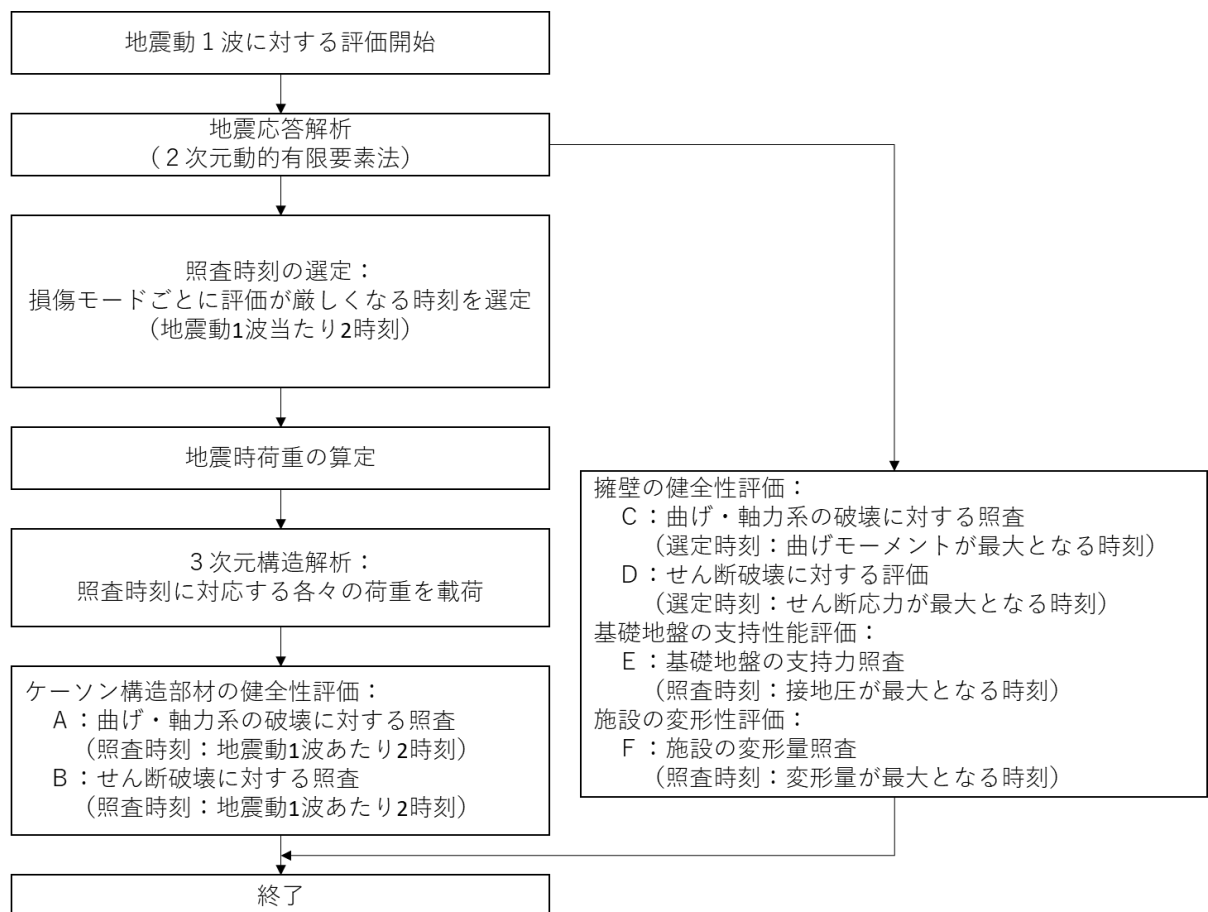 地震動１波に対する評価開始
地震応答解析
（２次元動的有限要素法）
照査時刻の選定：
損傷モードごとに評価が厳しくなる時刻を選定
（地震動1波当たり2時刻）
地震時荷重の算定
３次元構造解析：
照査時刻に対応する各々の荷重を載荷
ケーソン構造部材の健全性評価：
Ａ：曲げ・軸力系の破壊に対する照査
（照査時刻：地震動1波あたり2時刻）
Ｂ：せん断破壊に対する照査
（照査時刻：地震動1波あたり2時刻）
擁壁の健全性評価：
Ｃ：曲げ・軸力系の破壊に対する照査
（選定時刻：曲げモーメントが最大となる時刻）
Ｄ：せん断破壊に対する評価
（選定時刻：せん断応力が最大となる時刻）
基礎地盤の支持性能評価：
Ｅ：基礎地盤の支持力照査
（照査時刻：接地圧が最大となる時刻）
施設の変形性評価：
Ｆ：施設の変形量照査
（照査時刻：変形量が最大となる時刻）
終了